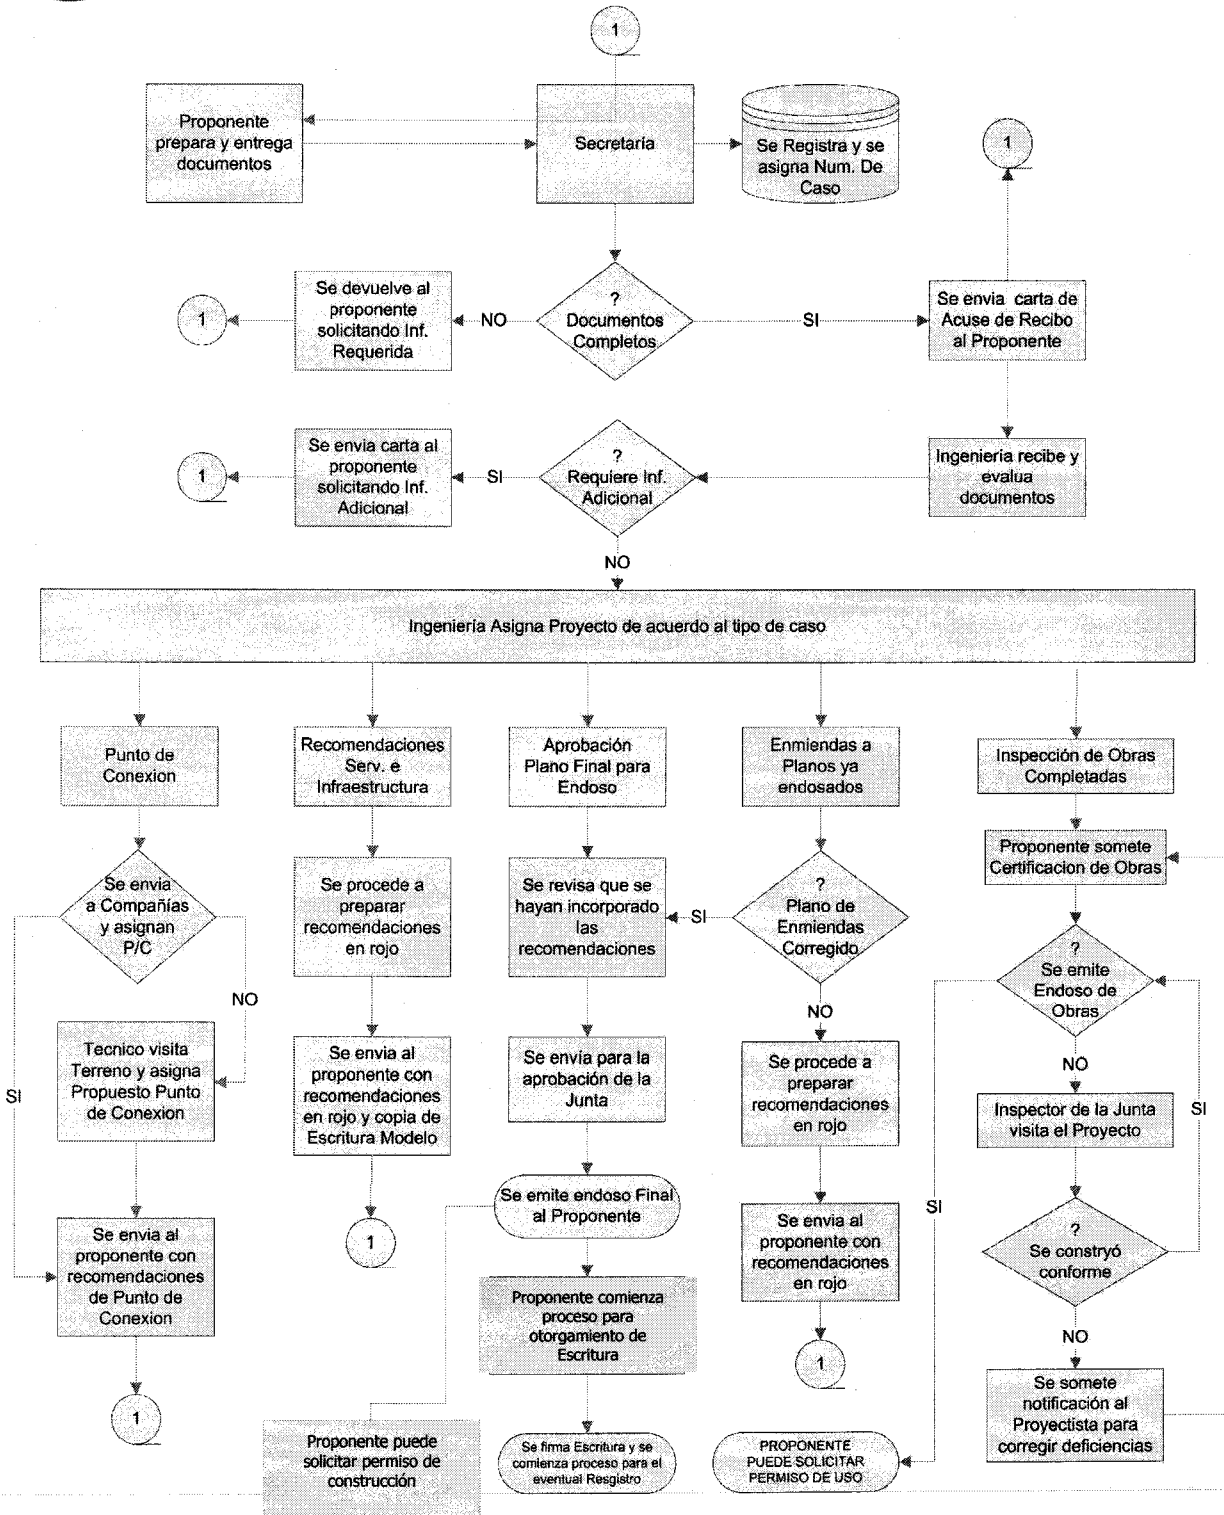 1
Proponente
prepara y entrega
documentos
Secretaria
Se Registra y se
asigna Num. De
Caso
1
1
Se devuelve al
proponente
solicitando Inf.
Requerida
NO
?
Documentos
Completos
SI
Se envia carta de
Acuse de Recibo
al Proponente
1
Se envia carta al
proponente
solicitando Inf.
Adicional
SI
?
Requiere Inf.
Adicional
Ingenieria recibe y
evalua
documentos
NO
Ingeniería Asigna Proyecto de acuerdo al tipo de caso
Punto de
Conexion
Se envia
a Compañías
y asignan
P/C
NO
SI
Tecnico visita
Terreno y asigna
Propuesto Punto
de Conexion
Se envia al
proponente con
recomendaciones
de Punto de
Conexion
1
Recomendaciones
Serv. e
Infraestructura
Se procede a
preparar
recomendaciones
en rojo
Se envia al
proponente con
recomendaciones
en rojo y copia de
Escritura Modelo
1
Aprobación
Plano Final para
Endoso
Se revisa que se
hayan incorporado
las
recomendaciones
Se envia para la
aprobación de la
Junta
Se emite endoso Final
al Proponente
Proponente comienza
proceso para
otorgamiento de
Escritura
Proponente puede
solicitar permiso de
construcción
Se firma Escritura y se
comienza proceso para el
eventual Resgistro
Enmiendas a
Planos ya
endosados
SI
?
Plano de
Enmiendas
Corregido
NO
Se procede a
preparar
recomendaciones
en rojo
Se envia al
proponente con
recomendaciones
en rojo
1
Inspección de Obras
Completadas
Proponente somete
Certificacion de Obras
?
Se emite
Endoso de
Obras
NO
Inspector de la Junta
visita el Proyecto
SI
SI
?
Se constryó
conforme
NO
Se somete
notificación al
Proyectista para
corregir deficiencias
PROPONENTE
PUEDE SOLICITAR
PERMISO DE USO